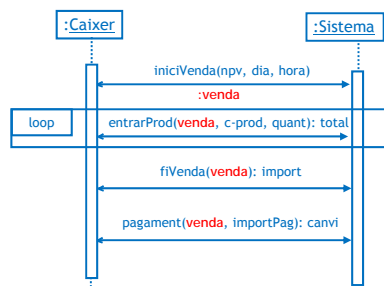 :Caixer
:Sistema
iniciVenda(npv, dia, hora)
:venda
loop
entrarProd(venda, c-prod, quant): total
fiVenda(venda): import
pagament(venda, importPag): canvi